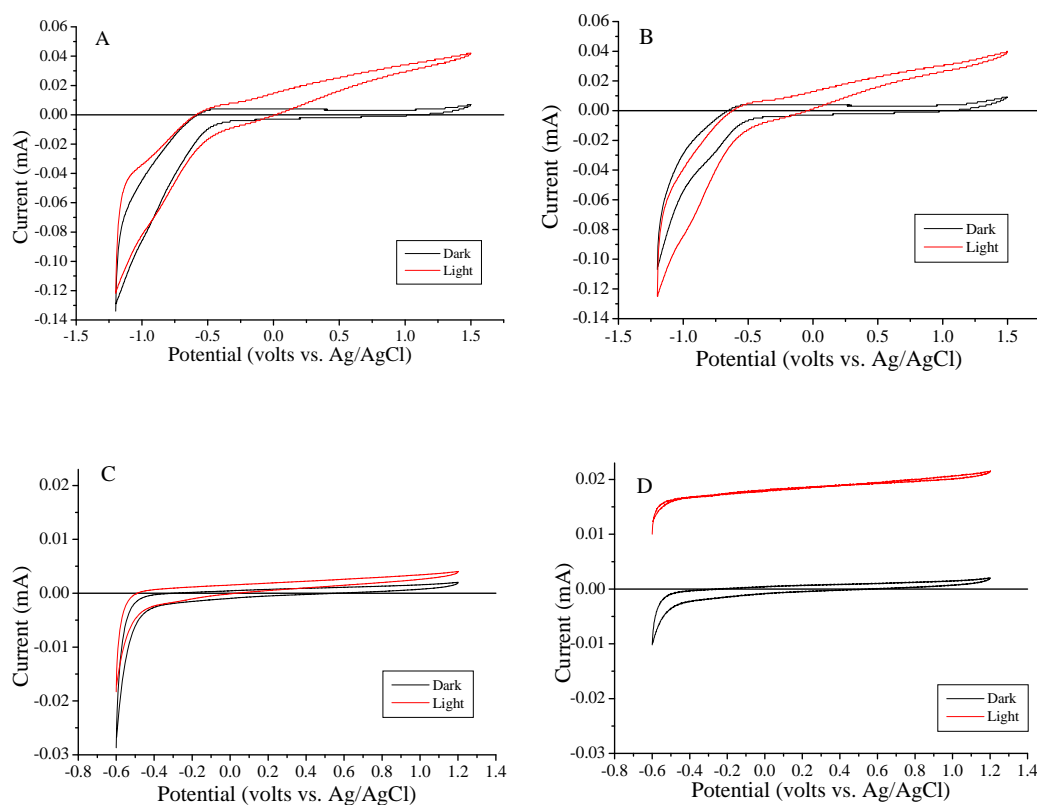 A
0.06
0.04
0.02
0.00
-0.02
-0.04
-0.06
-0.08
-0.10
-0.12
-0.14
Current (mA)
Dark
Light
-1.5 -1.0 -0.5 0.0 0.5 1.0 1.5
Potential (volts vs. Ag/AgCl)
B
0.06
0.04
0.02
0.00
-0.02
-0.04
-0.06
-0.08
-0.10
-0.12
-0.14
Current (mA)
Dark
Light
-1.5 -1.0 -0.5 0.0 0.5 1.0 1.5
Potential (volts vs. Ag/AgCl)
C
0.02
0.01
0.00
-0.01
-0.02
-0.03
Current (mA)
Dark
Light
-0.8 -0.6 -0.4 -0.2 0.0 0.2 0.4 0.6 0.8 1.0 1.2 1.4
Potential (volts vs. Ag/AgCl)
D
0.02
0.01
0.00
-0.01
-0.02
-0.03
Current (mA)
Dark
Light
-0.8 -0.6 -0.4 -0.2 0.0 0.2 0.4 0.6 0.8 1.0 1.2 1.4
Potential (volts vs. Ag/AgCl)